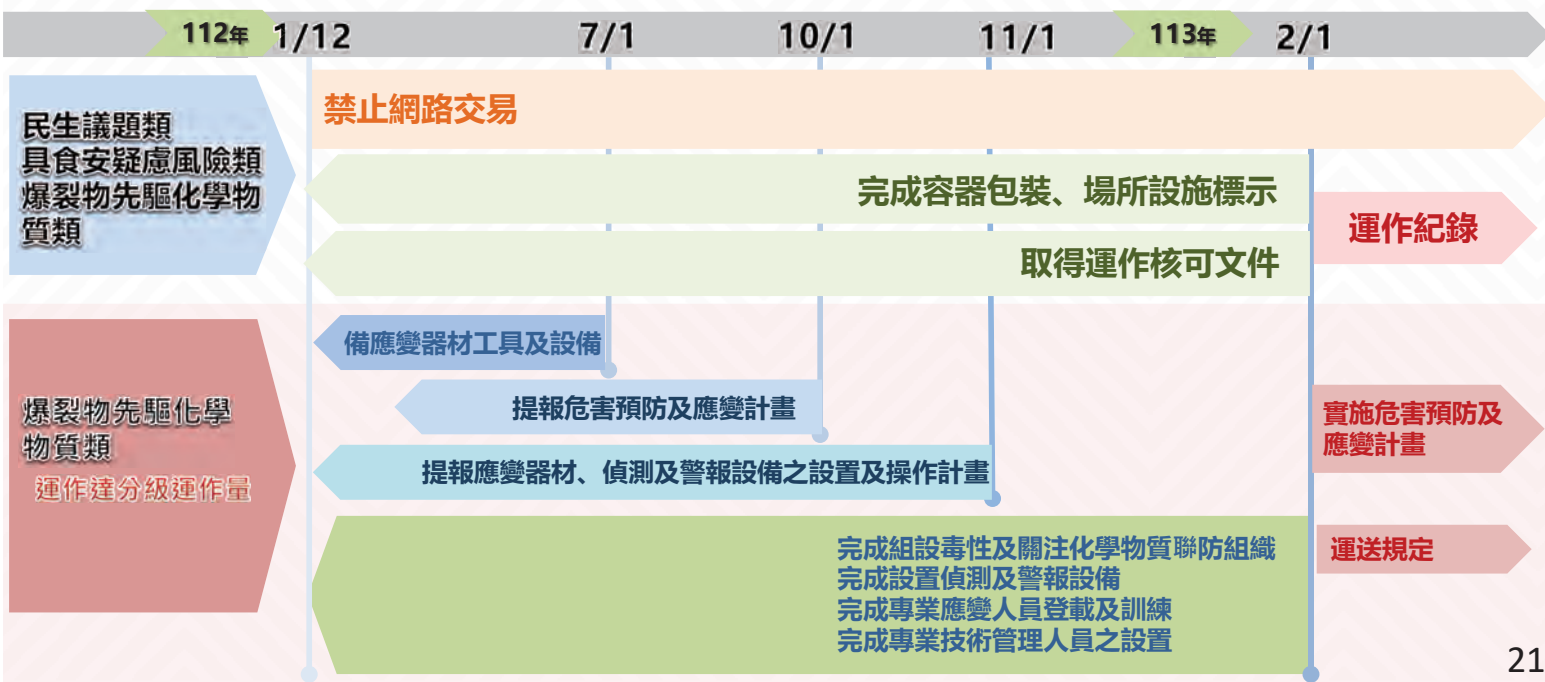 112年 1/12 7/1 10/1 11/1 113年 2/1
民生議題類
具食安疑慮風險類
爆裂物先驅化學物
質類
禁止網路交易
完成容器包裝、場所設施標示
取得運作核可文件
運作紀錄
爆裂物先驅化學
物質類
運作達分級運作量
備應變器材工具及設備
提報危害預防及應變計畫
提報應變器材、偵測及警報設備之設置及操作計畫
完成組設毒性及關注化學物質聯防組織
完成設置偵測及警報設備
完成專業應變人員登載及訓練
完成專業技術管理人員之設置
實施危害預防及
應變計畫
運送規定
21